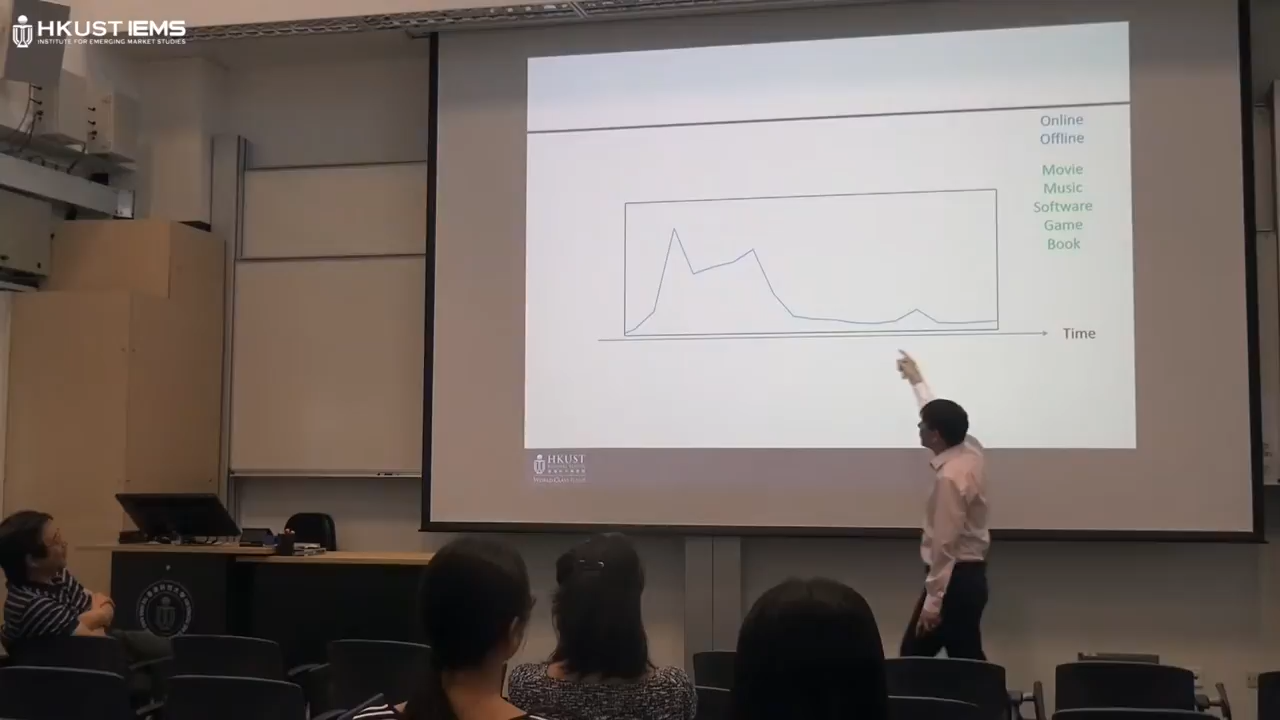 HKUST IEMS
INSTITUTE FOR EMERGING MARKET STUDIES
Online
Offline
Movie
Music
Software
Game
Book
Time
HKUST